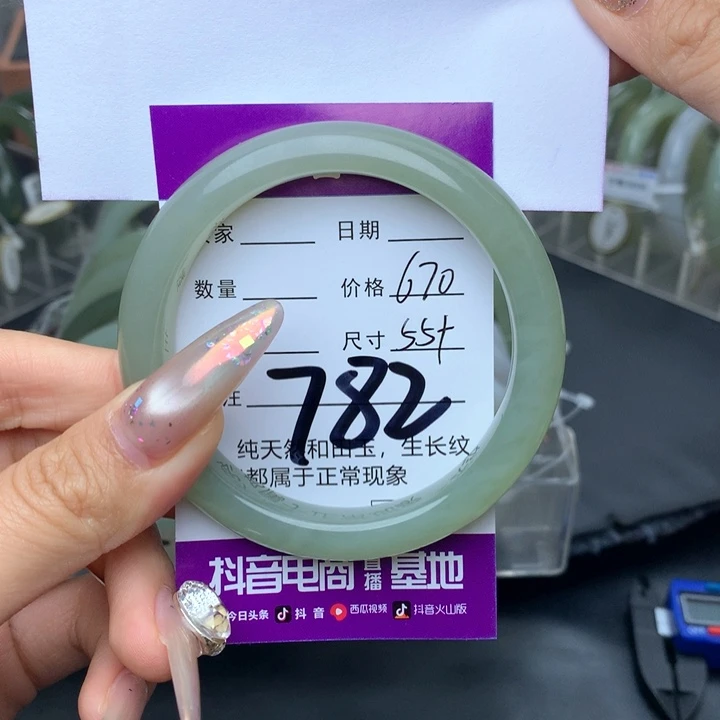 家 日期
数量 价格 670
尺寸 55+
782
注
纯天然和田玉，生长纹
都属于正常现象
抖音电商直播基地
今日头条 抖音 西瓜视频 抖音火山版